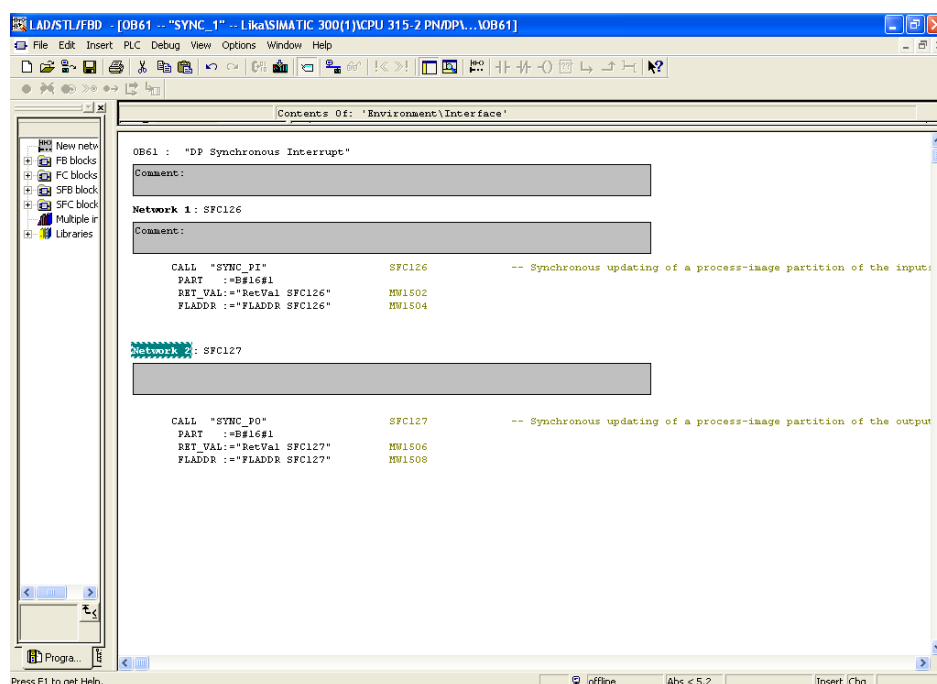 LAD/STL/FBD - [OB61 -- "SYNC_1" -- Lika\SIMATIC 300(1)\CPU 315-2 PN/DP\...\OB61]
File Edit Insert PLC Debug View Options Window Help
Contents Of: 'Environment\Interface'
New netw
FB blocks
FC blocks
SFB block
SFC block
Multiple in
Libraries
Progra...
OB61 : "DP Synchronous Interrupt"
Comment:
Network 1: SFC126
Comment:
CALL "SYNC_PI" SFC126 -- Synchronous updating of a process-image partition of the inputs
PART :=B#16#1
RET_VAL:="RetVal SFC126" MW1502
FLADDR :="FLADDR SFC126" MW1504
Network 2: SFC127
CALL "SYNC_PO" SFC127 -- Synchronous updating of a process-image partition of the output
PART :=B#16#1
RET_VAL:="RetVal SFC127" MW1506
FLADDR :="FLADDR SFC127" MW1508
Press F1 to get Help. offline Abs < 5.2 Insert Chg